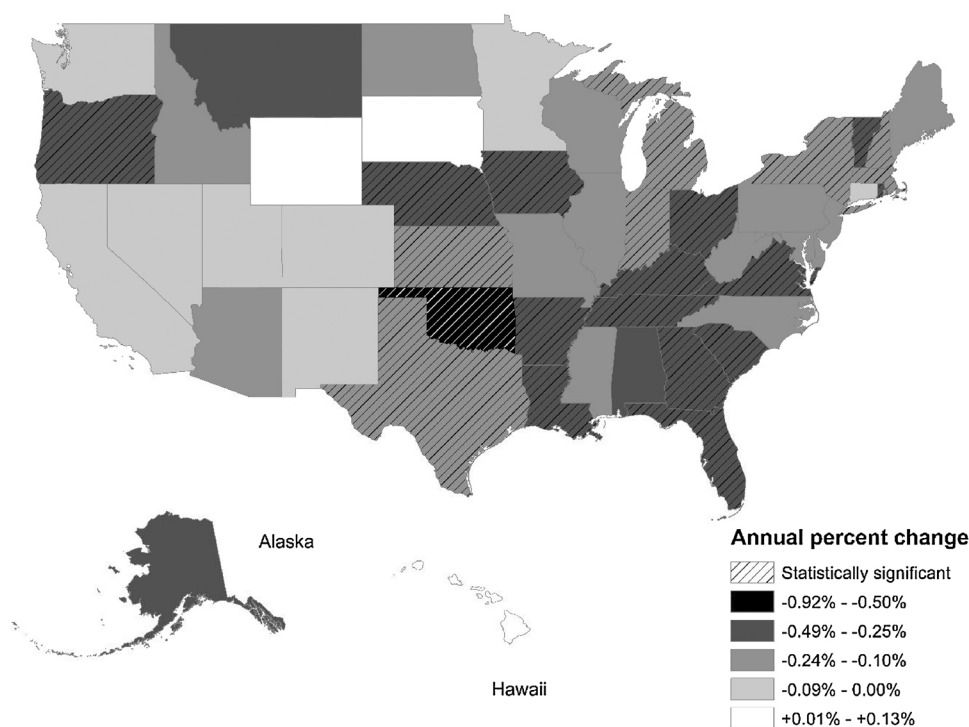 Alaska
Hawaii
Annual percent change
Statistically significant
-0.92% - -0.50%
-0.49% - -0.25%
-0.24% - -0.10%
-0.09% - 0.00%
+0.01% - +0.13%